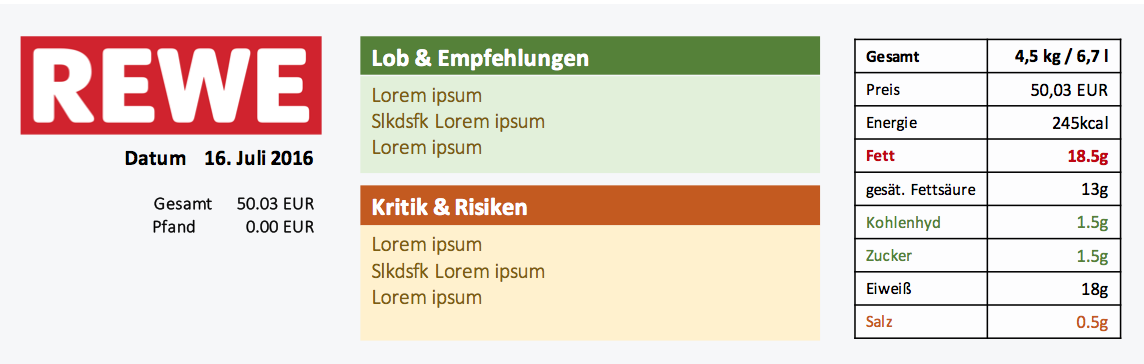 REWE
Datum 16. Juli 2016
Gesamt 50.03 EUR
Pfand 0.00 EUR
Lob & Empfehlungen
Lorem ipsum
Slkdsfk Lorem ipsum
Lorem ipsum
Kritik & Risiken
Lorem ipsum
Slkdsfk Lorem ipsum
Lorem ipsum
Gesamt 4,5 kg / 6,7 l
Preis 50,03 EUR
Energie 245kcal
Fett 18.5g
gesät. Fettsäure 13g
Kohlenhyd 1.5g
Zucker 1.5g
Eiweiß 18g
Salz 0.5g